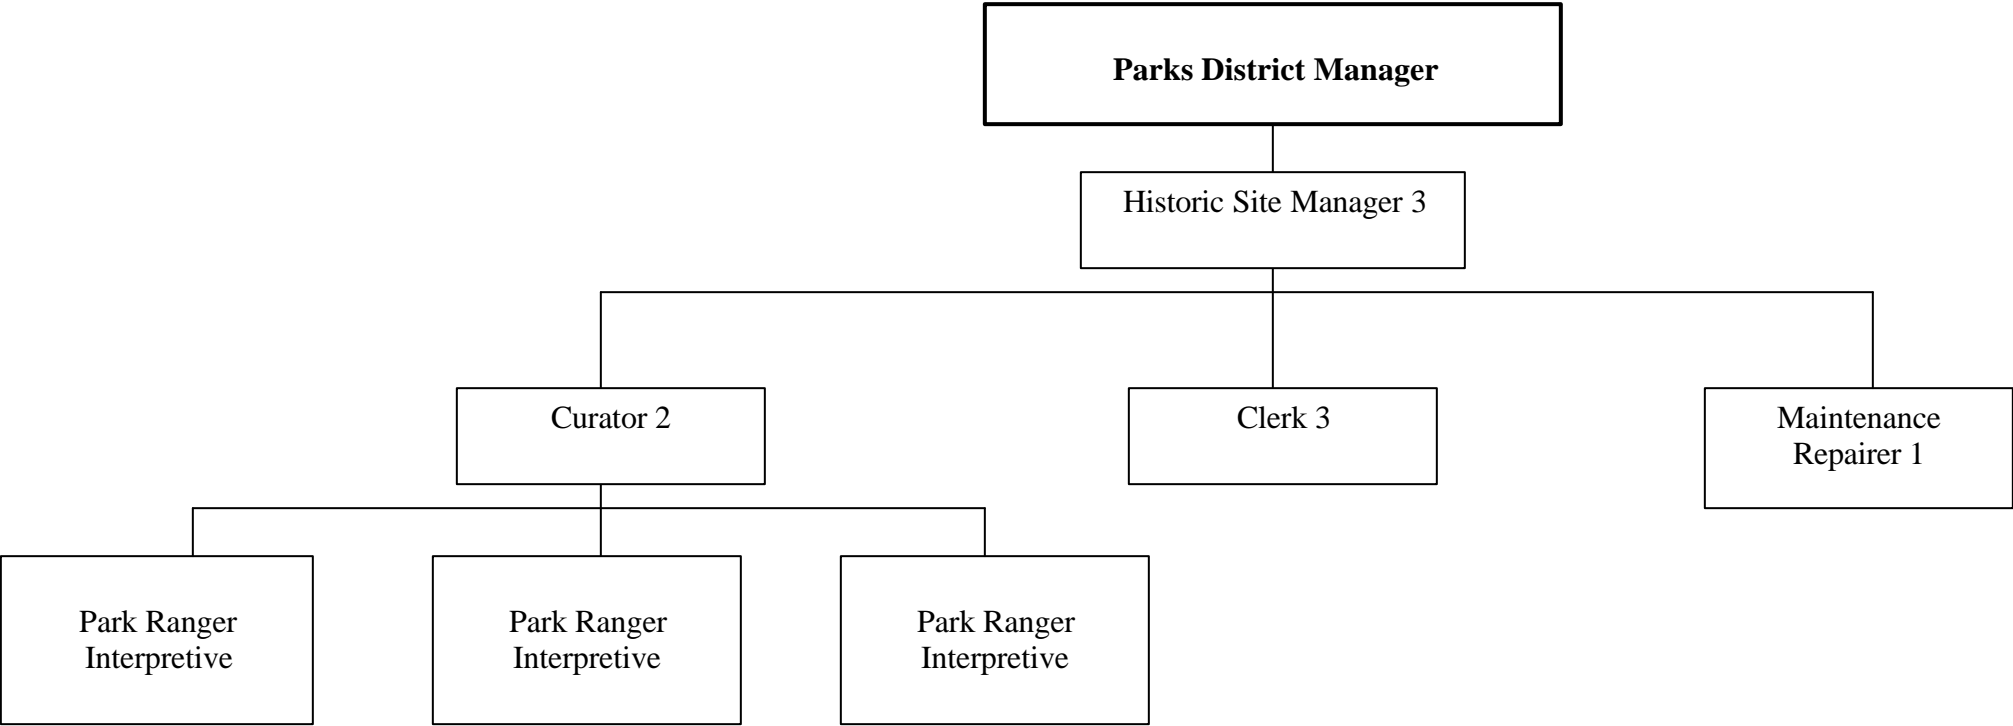 Parks District Manager
Historic Site Manager 3
Curator 2
Clerk 3
Maintenance
Repairer 1
Park Ranger
Interpretive
Park Ranger
Interpretive
Park Ranger
Interpretive